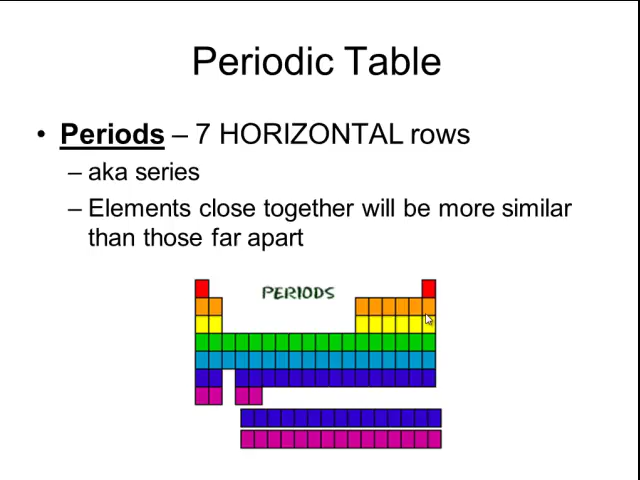 Periodic Table
• Periods – 7 HORIZONTAL rows
– aka series
– Elements close together will be more similar
than those far apart
PERIODS